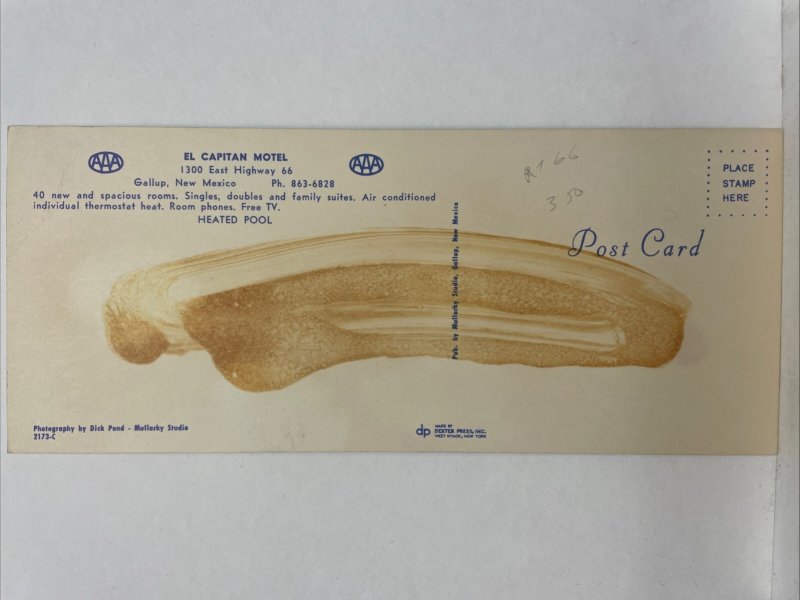 AAA
EL CAPITAN MOTEL
AAA
1300 East Highway 66
Gallup, New Mexico Ph. 863-6828
40 new and spacious rooms. Singles, doubles and family suites. Air conditioned
individual thermostat heat. Room phones. Free TV.
HEATED POOL
Rt 66
3.50
PLACE
STAMP
HERE
Post Card
Pub. by Mullarky Studio, Gallup, New Mexico
Photography by Dick Pond - Mullarky Studio
2173-C
dp
MADE BY
DEXTER PRESS, INC.
WEST NYACK, NEW YORK